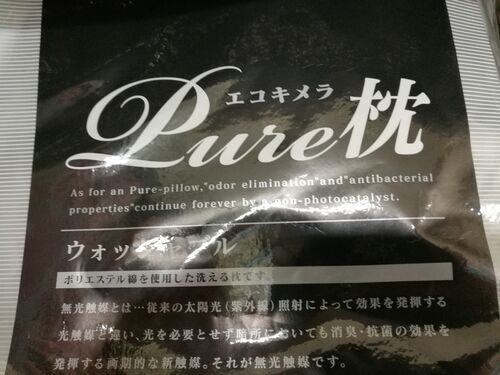 エコキメラ
Pure枕
As for an Pure-pillow,"odor elimination"and"antibacterial
properties"continue forever by a non-photocatalyst.
ポリエステル綿を使用した洗える枕です。
無光触媒とは…従来の太陽光(紫外線)照射によって効果を発揮する
光触媒と違い、光を必要とせず暗所においても消臭・抗菌の効果を
発揮する画期的な新触媒。それが無光触媒です。